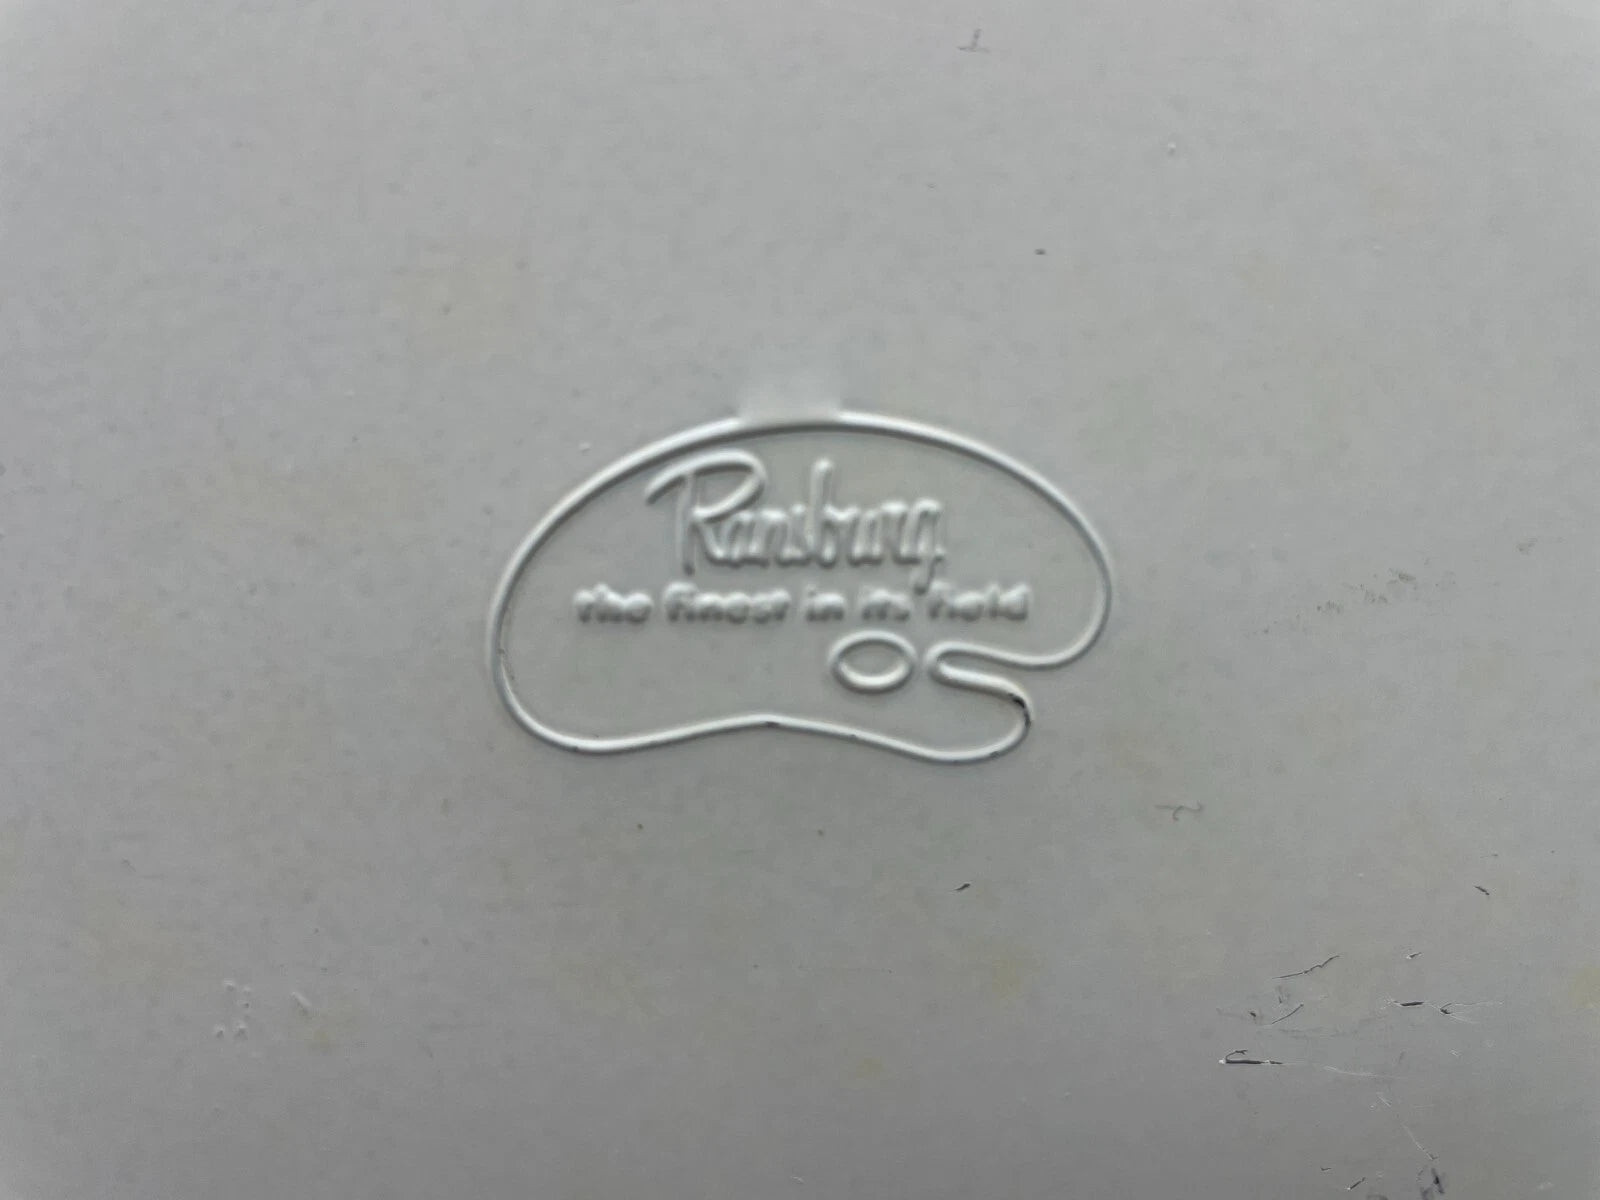 Ransburg
the finest in its field